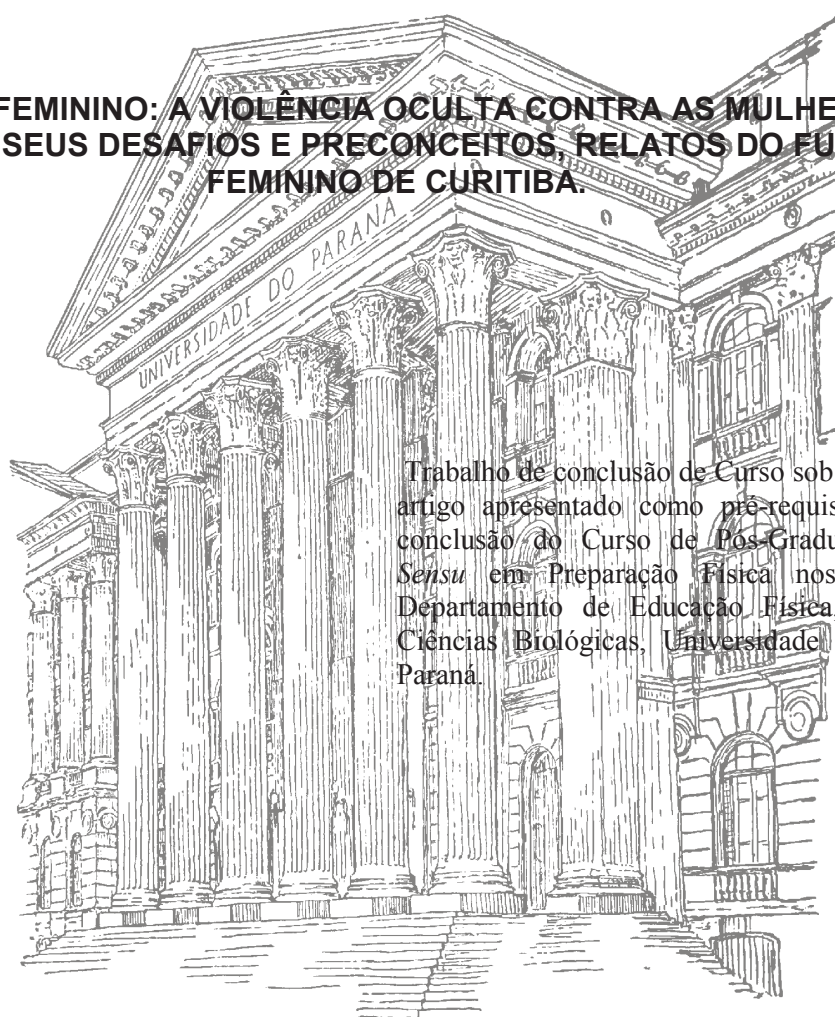 FEMININO: A VIOLÊNCIA OCULTA CONTRA AS MULHE
SEUS DESAFIOS E PRECONCEITOS, RELATOS DO FU
FEMININO DE CURITIBA.
UNIVERSIDADE DO PARANÁ
Trabalho de conclusão de Curso sob
artigo apresentado como pré-requis
conclusão do Curso de Pós-Gradu
Sensu em Preparação Física nos
Departamento de Educação Física,
Ciências Biológicas, Universidade
Paraná.